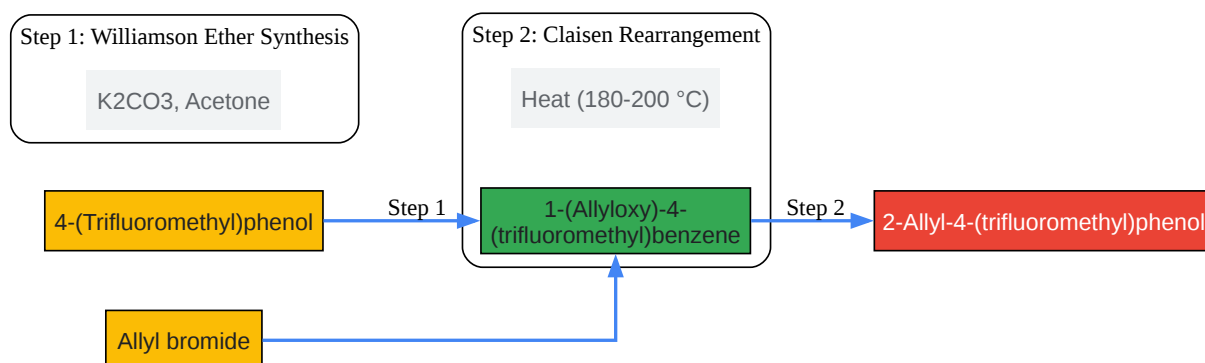 Step 1: Williamson Ether Synthesis
K2CO3, Acetone
Step 2: Claisen Rearrangement
Heat (180-200 °C)
4-(Trifluoromethyl)phenol
Step 1
1-(Allyloxy)-4-
(trifluoromethyl)benzene
Step 2
2-Allyl-4-(trifluoromethyl)phenol
Allyl bromide